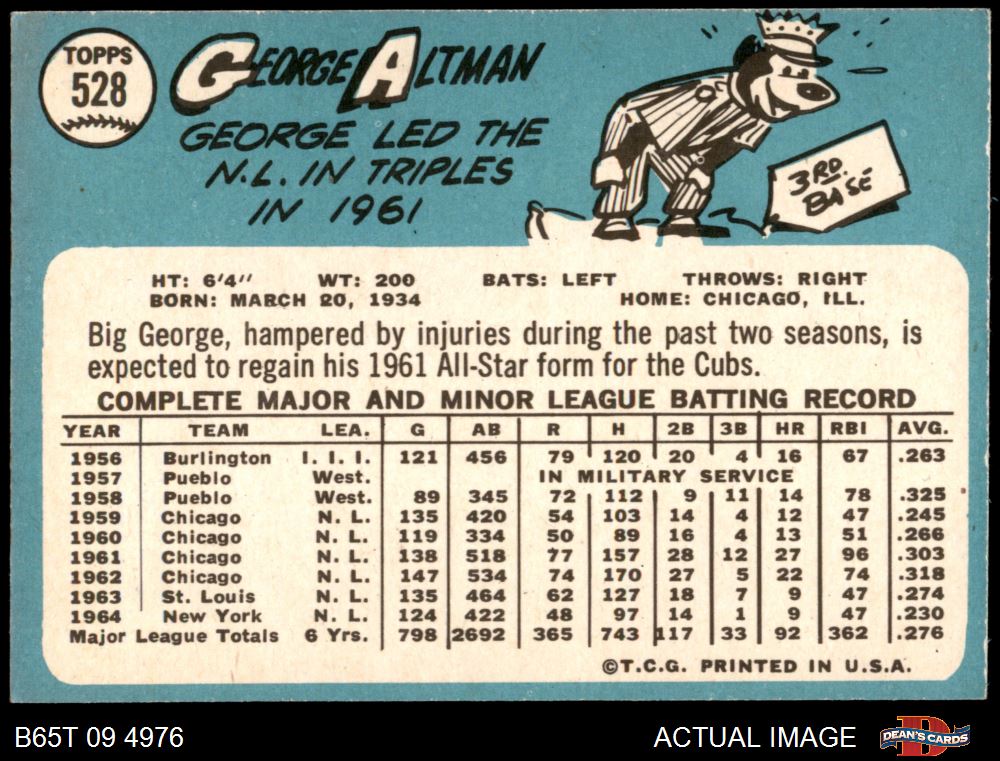 TOPPS
528
GEORGE ALTMAN
GEORGE LED THE
N.L. IN TRIPLES
IN 1961
3RD.
BASE
HT: 6'4" WT: 200 BATS: LEFT THROWS: RIGHT
BORN: MARCH 20, 1934 HOME: CHICAGO, ILL.
Big George, hampered by injuries during the past two seasons, is
expected to regain his 1961 All-Star form for the Cubs.
COMPLETE MAJOR AND MINOR LEAGUE BATTING RECORD
YEAR TEAM LEA. G AB R H 2B 3B HR RBI AVG.
1956 Burlington I. I. I. 121 456 79 120 20 4 16 67 .263
1957 Pueblo West. IN MILITARY SERVICE
1958 Pueblo West. 89 345 72 112 9 11 14 78 .325
1959 Chicago N. L. 135 420 54 103 14 4 12 47 .245
1960 Chicago N. L. 119 334 50 89 16 4 13 51 .266
1961 Chicago N. L. 138 518 77 157 28 12 27 96 .303
1962 Chicago N. L. 147 534 74 170 27 5 22 74 .318
1963 St. Louis N. L. 135 464 62 127 18 7 9 47 .274
1964 New York N. L. 124 422 48 97 14 1 9 47 .230
Major League Totals 6 Yrs. 798 2692 365 743 117 33 92 362 .276
©T.C.G. PRINTED IN U.S.A.
B65T 09 4976 ACTUAL IMAGE
D
DEAN'S CARDS